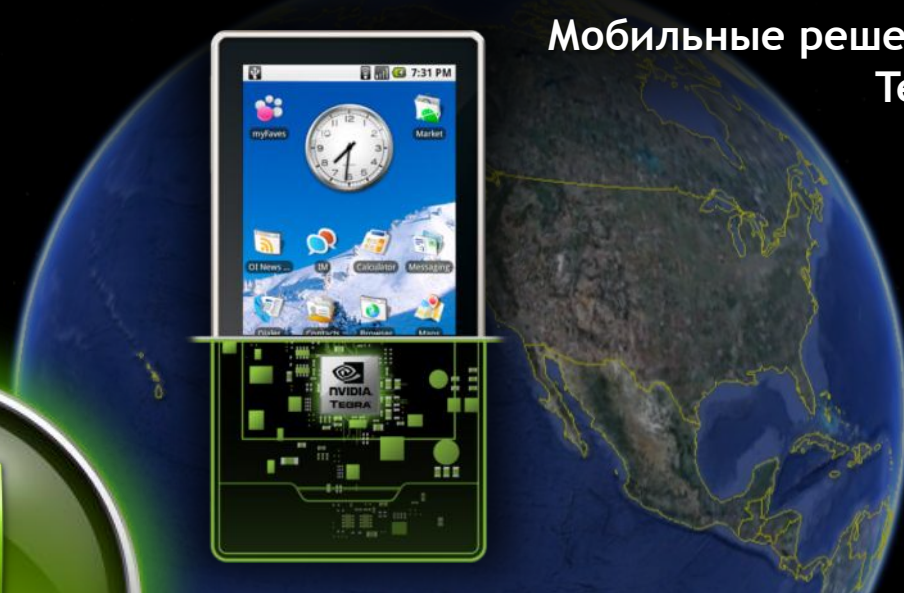 Мобильные реше
Te
7:31 PM
myFaves
Market
OI News ...
IM
Calculator
Messaging
Dialer
Contacts
Browser
Maps
12
NVIDIA
TEGRA